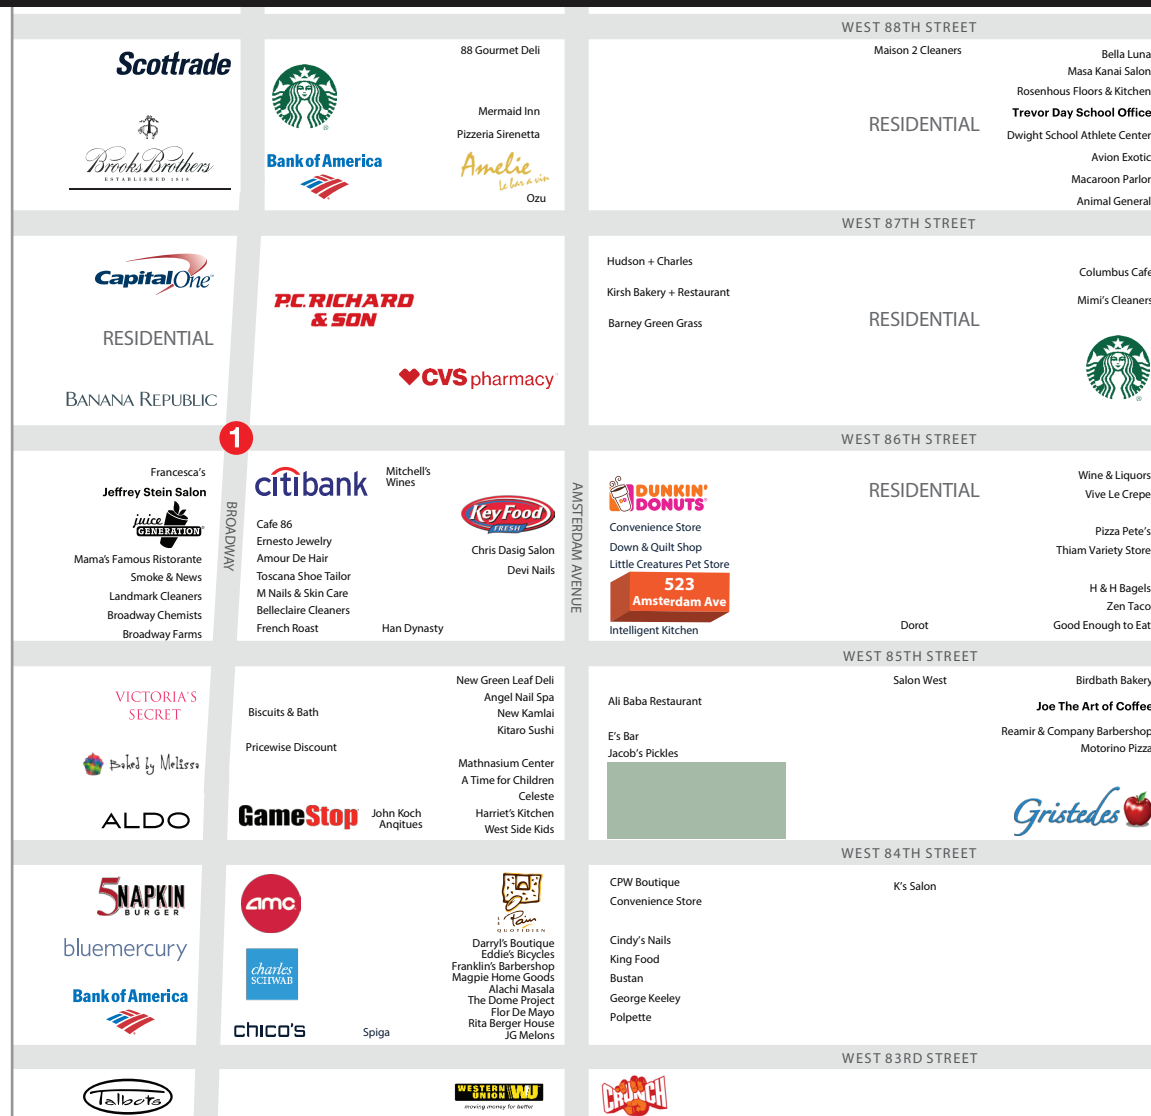 WEST 88TH STREET
Scottrade
Brooks Brothers
ESTABLISHED 1818
88 Gourmet Deli
Mermaid Inn
Pizzeria Sirenetta
Bank of America
Amelie
le bar a vin
Ozu
Maison 2 Cleaners
RESIDENTIAL
Bella Luna
Masa Kanai Salon
Rosenhous Floors & Kitchen
Trevor Day School Office
Dwight School Athlete Center
Avion Exotic
Macaroon Parlor
Animal General
WEST 87TH STREET
Capital One
RESIDENTIAL
BANANA REPUBLIC
P.C. RICHARD
& SON
CVS pharmacy
Hudson + Charles
Kirsh Bakery + Restaurant
Barney Green Grass
RESIDENTIAL
Columbus Cafe
Mimi's Cleaners
1
WEST 86TH STREET
Francesca's
Jeffrey Stein Salon
juice
GENERATION
Mama's Famous Ristorante
Smoke & News
Landmark Cleaners
Broadway Chemists
Broadway Farms
BROADWAY
citibank
Mitchell's
Wines
Cafe 86
Ernesto Jewelry
Amour De Hair
Toscana Shoe Tailor
M Nails & Skin Care
Belleclaire Cleaners
French Roast
Han Dynasty
Key Food
FRESH
Chris Dasig Salon
Devi Nails
AMSTERDAM AVENUE
DUNKIN'
DONUTS
Convenience Store
Down & Quilt Shop
Little Creatures Pet Store
523
Amsterdam Ave
Intelligent Kitchen
RESIDENTIAL
Dorot
Wine & Liquors
Vive Le Crepe
Pizza Pete's
Thiam Variety Store
H & H Bagels
Zen Taco
Good Enough to Eat
WEST 85TH STREET
VICTORIA'S
SECRET
Baked by Melissa
ALDO
Biscuits & Bath
Pricewise Discount
GameStop
John Koch
Anqitues
New Green Leaf Deli
Angel Nail Spa
New Kamlai
Kitaro Sushi
Mathnasium Center
A Time for Children
Celeste
Harriet's Kitchen
West Side Kids
Ali Baba Restaurant
E's Bar
Jacob's Pickles
Salon West
Birdbath Bakery
Joe The Art of Coffee
Reamir & Company Barbershop
Motorino Pizza
Gristedes
WEST 84TH STREET
5 NAPKIN
BURGER
bluemercury
Bank of America
amc
charles
SCHWAB
chico's
Spiga
LE Pain
QUOTIDIEN
Darryl's Boutique
Eddie's Bicycles
Franklin's Barbershop
Magpie Home Goods
Alachi Masala
The Dome Project
Flor De Mayo
Rita Berger House
JG Melons
CPW Boutique
Convenience Store
Cindy's Nails
King Food
Bustan
George Keeley
Polpette
K's Salon
WEST 83RD STREET
Talbots
WESTERN
UNION WU
moving money for better
CRUNCH